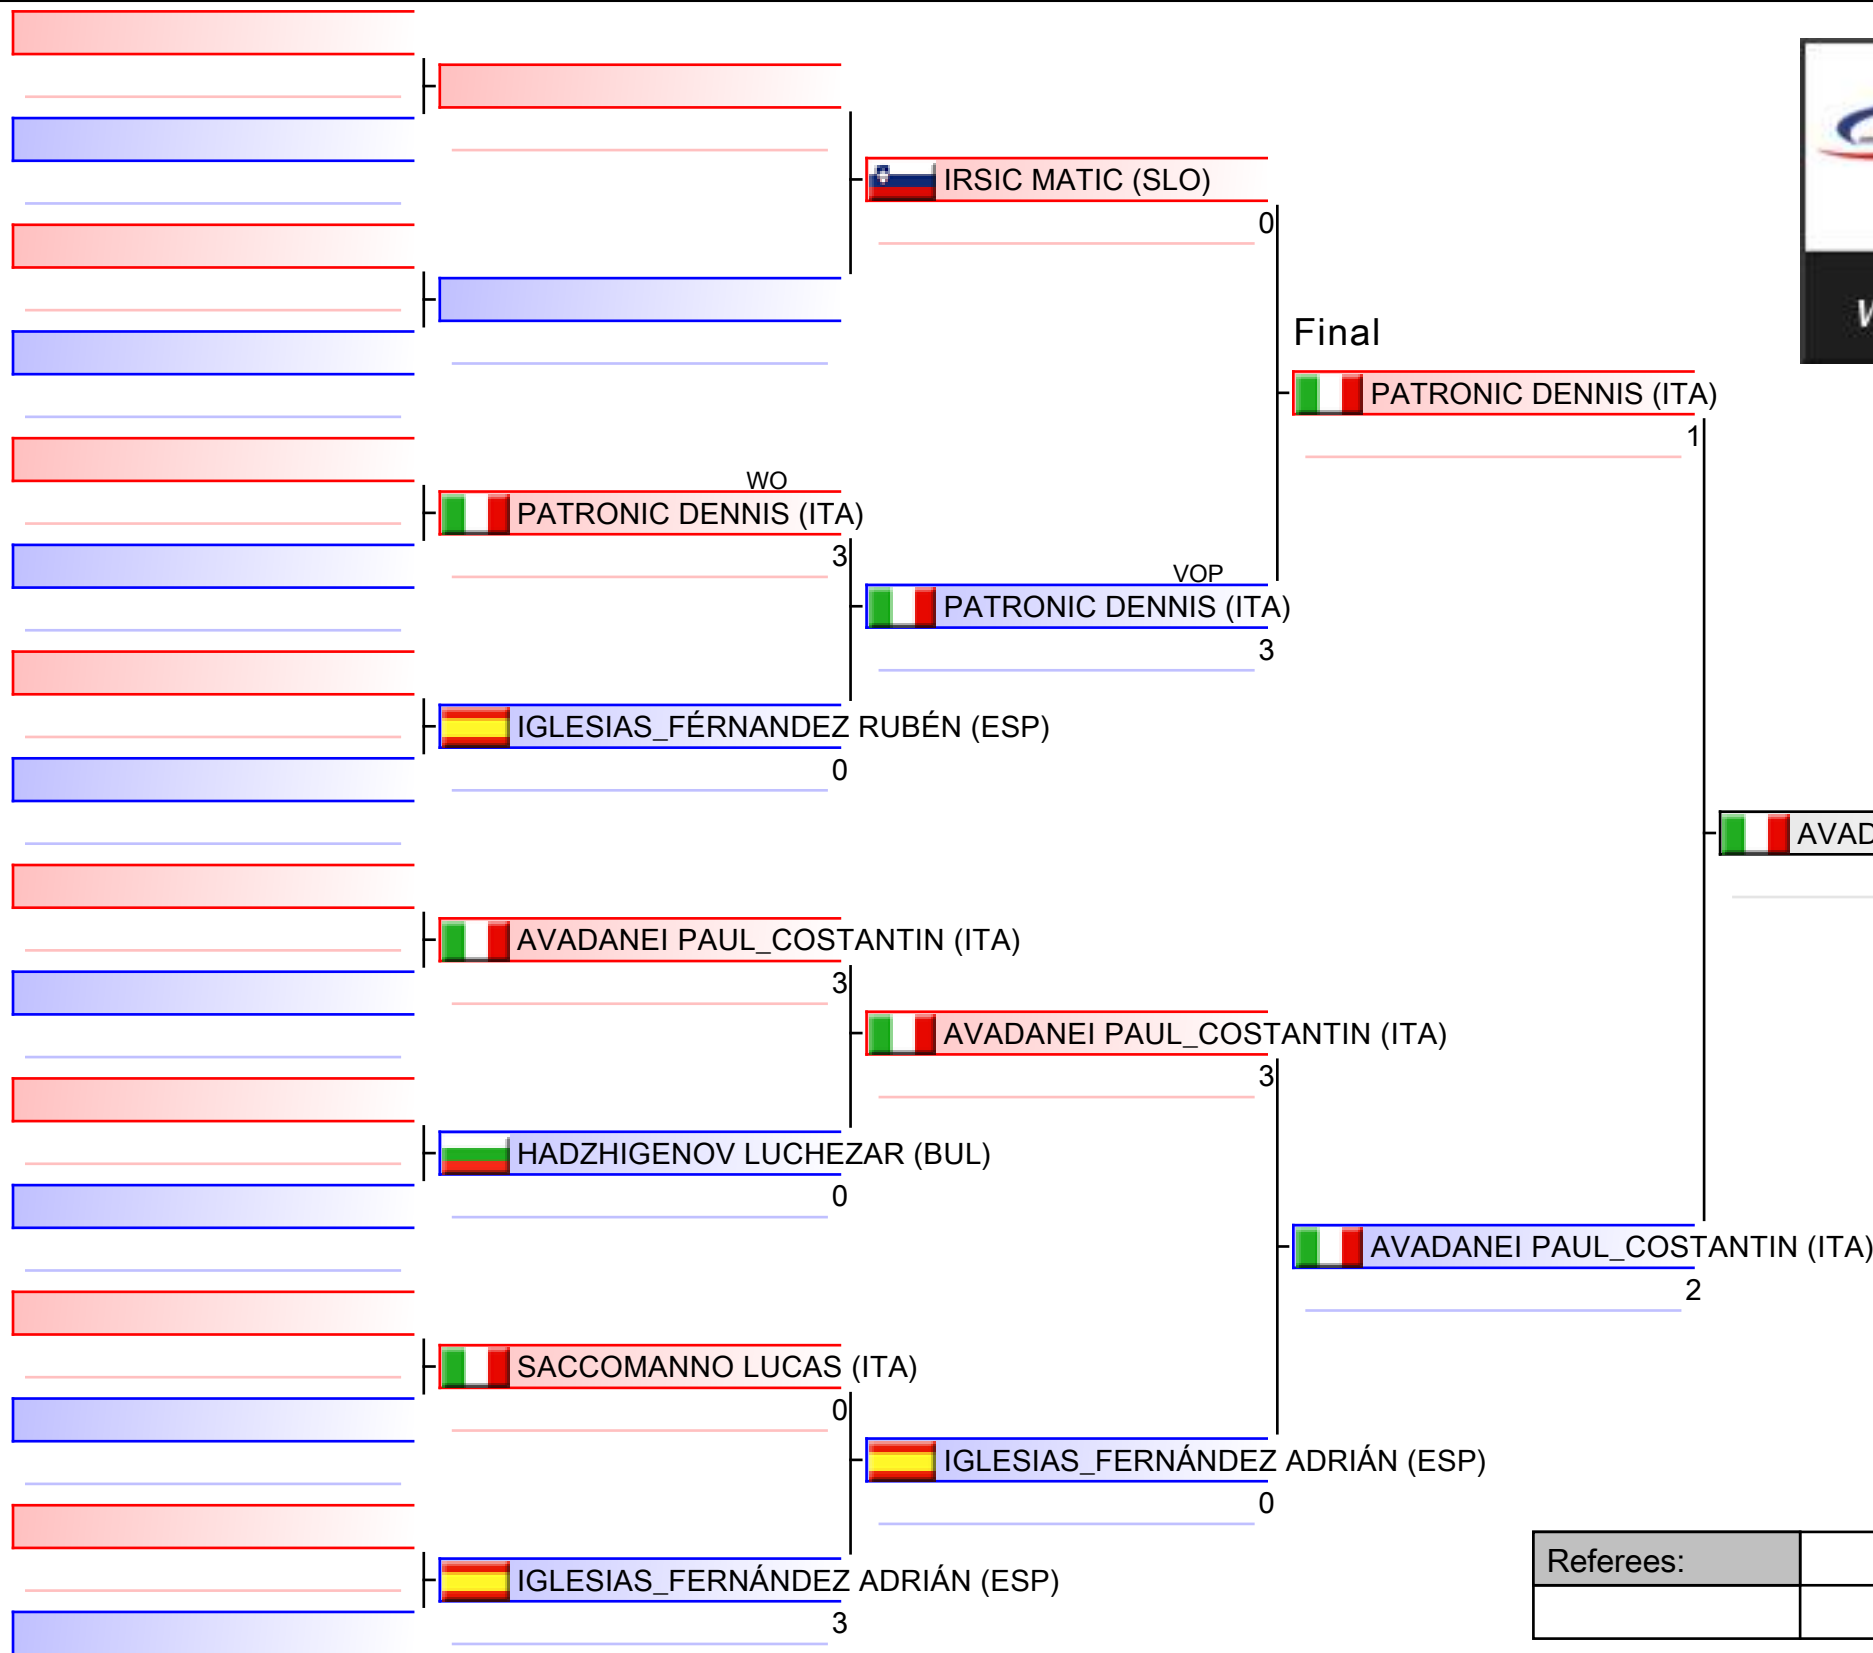 IRSIC MATIC (SLO)
0
Final
PATRONIC DENNIS (ITA)
1
WO
PATRONIC DENNIS (ITA)
3
VOP
PATRONIC DENNIS (ITA)
3
IGLESIAS_FÉRNANDEZ RUBÉN (ESP)
0
AVAD
AVADANEI PAUL_COSTANTIN (ITA)
3
AVADANEI PAUL_COSTANTIN (ITA)
3
HADZHIGENOV LUCHEZAR (BUL)
0
AVADANEI PAUL_COSTANTIN (ITA)
2
SACCOMANNO LUCAS (ITA)
0
IGLESIAS_FERNÁNDEZ ADRIÁN (ESP)
0
Referees:
IGLESIAS_FERNÁNDEZ ADRIÁN (ESP)
3